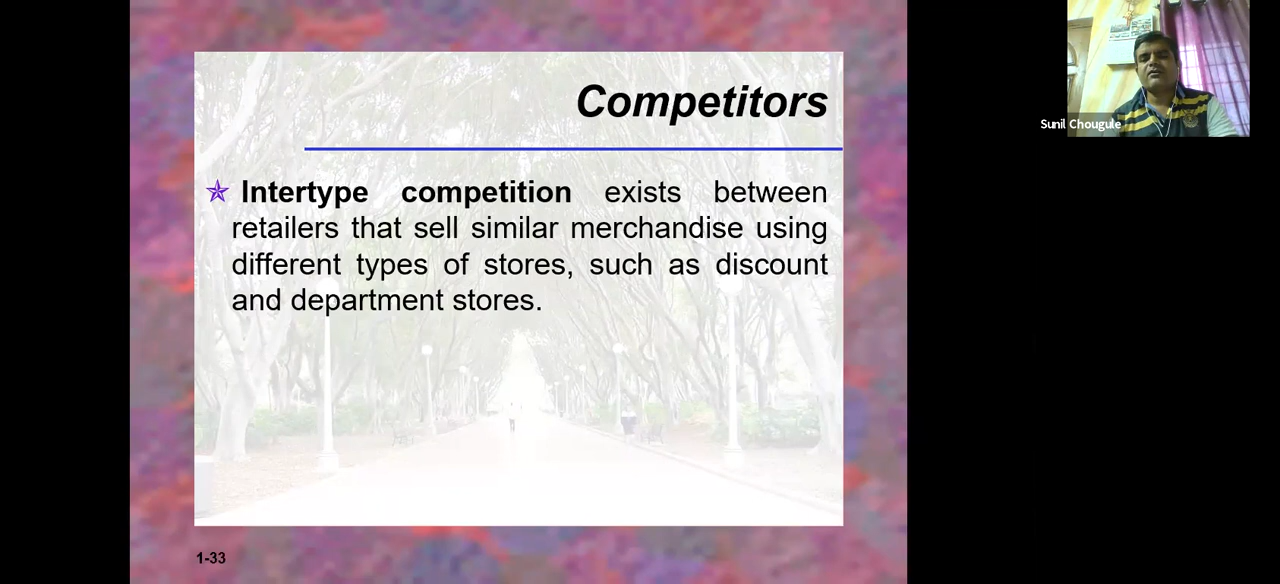 Competitors
Intertype competition exists between
retailers that sell similar merchandise using
different types of stores, such as discount
and department stores.
1-33
Sunil Chougule